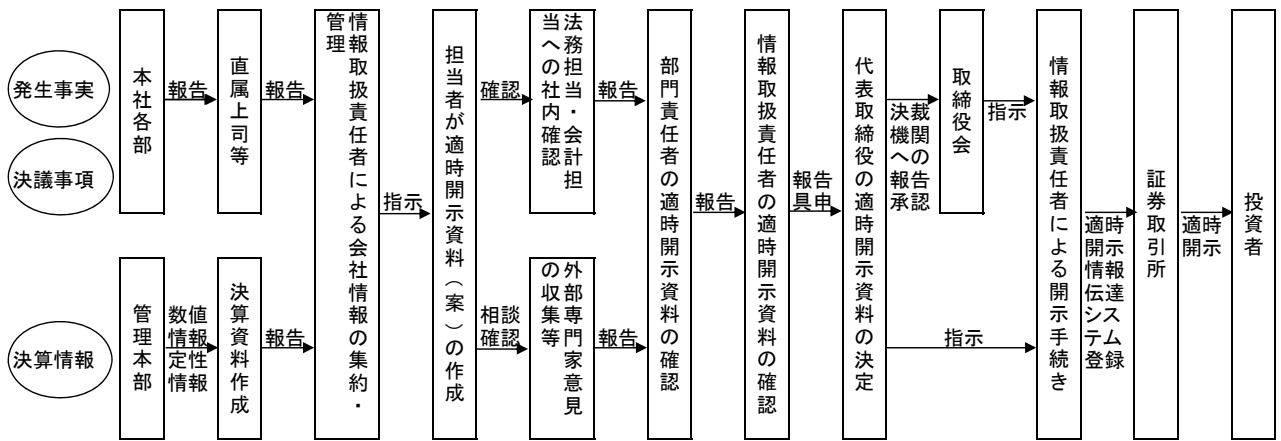 発生事実
決議事項
決算情報
本社各部
報告
直属上司等
報告
管理本部
数値
情報
定性
情報
決算資料作成
報告
情報取扱責任者による会社情報の集約・
管理
指示
担当者が適時開示資料（案）の作成
確認
法務担当・会計担
当への社内確認
報告
相談
確認
外部専門家意見
の収集等
報告
部門責任者の適時開示資料の確認
報告
情報取扱責任者の適時開示資料の確認
報告
具申
代表取締役の適時開示資料の決定
決裁
機関
への
報告
承認
取締役会
指示
指示
情報取扱責任者による開示手続き
適時
開示
情報
伝達
システム
登録
証券取引所
適時
開示
投資者